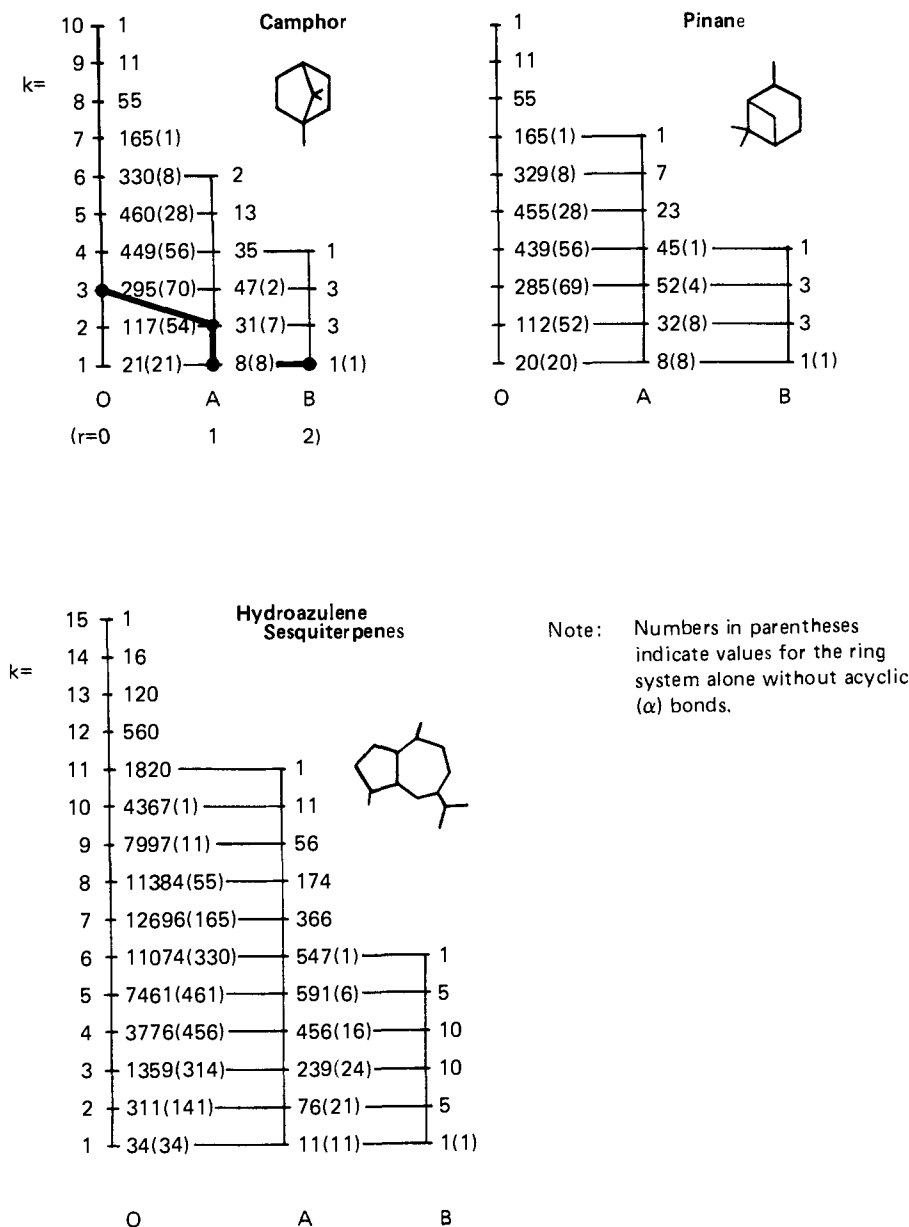 Camphor
10 1
9 11
k=
8 55
7 165(1)
6 330(8) 2
5 460(28) 13
4 449(56) 35 1
3 295(70) 47(2) 3
2 117(54) 31(7) 3
1 21(21) 8(8) 1(1)
O A B
(r=0 1 2)
Pinane
1
11
55
165(1) 1
329(8) 7
455(28) 23
439(56) 45(1) 1
285(69) 52(4) 3
112(52) 32(8) 3
20(20) 8(8) 1(1)
O A B
Hydroazulene
Sesquiterpenes
15 1
14 16
k=
13 120
12 560
11 1820 1
10 4367(1) 11
9 7997(11) 56
8 11384(55) 174
7 12696(165) 366
6 11074(330) 547(1) 1
5 7461(461) 591(6) 5
4 3776(456) 456(16) 10
3 1359(314) 239(24) 10
2 311(141) 76(21) 5
1 34(34) 11(11) 1(1)
O A B
Note: Numbers in parentheses
indicate values for the ring
system alone without acyclic
(α) bonds.